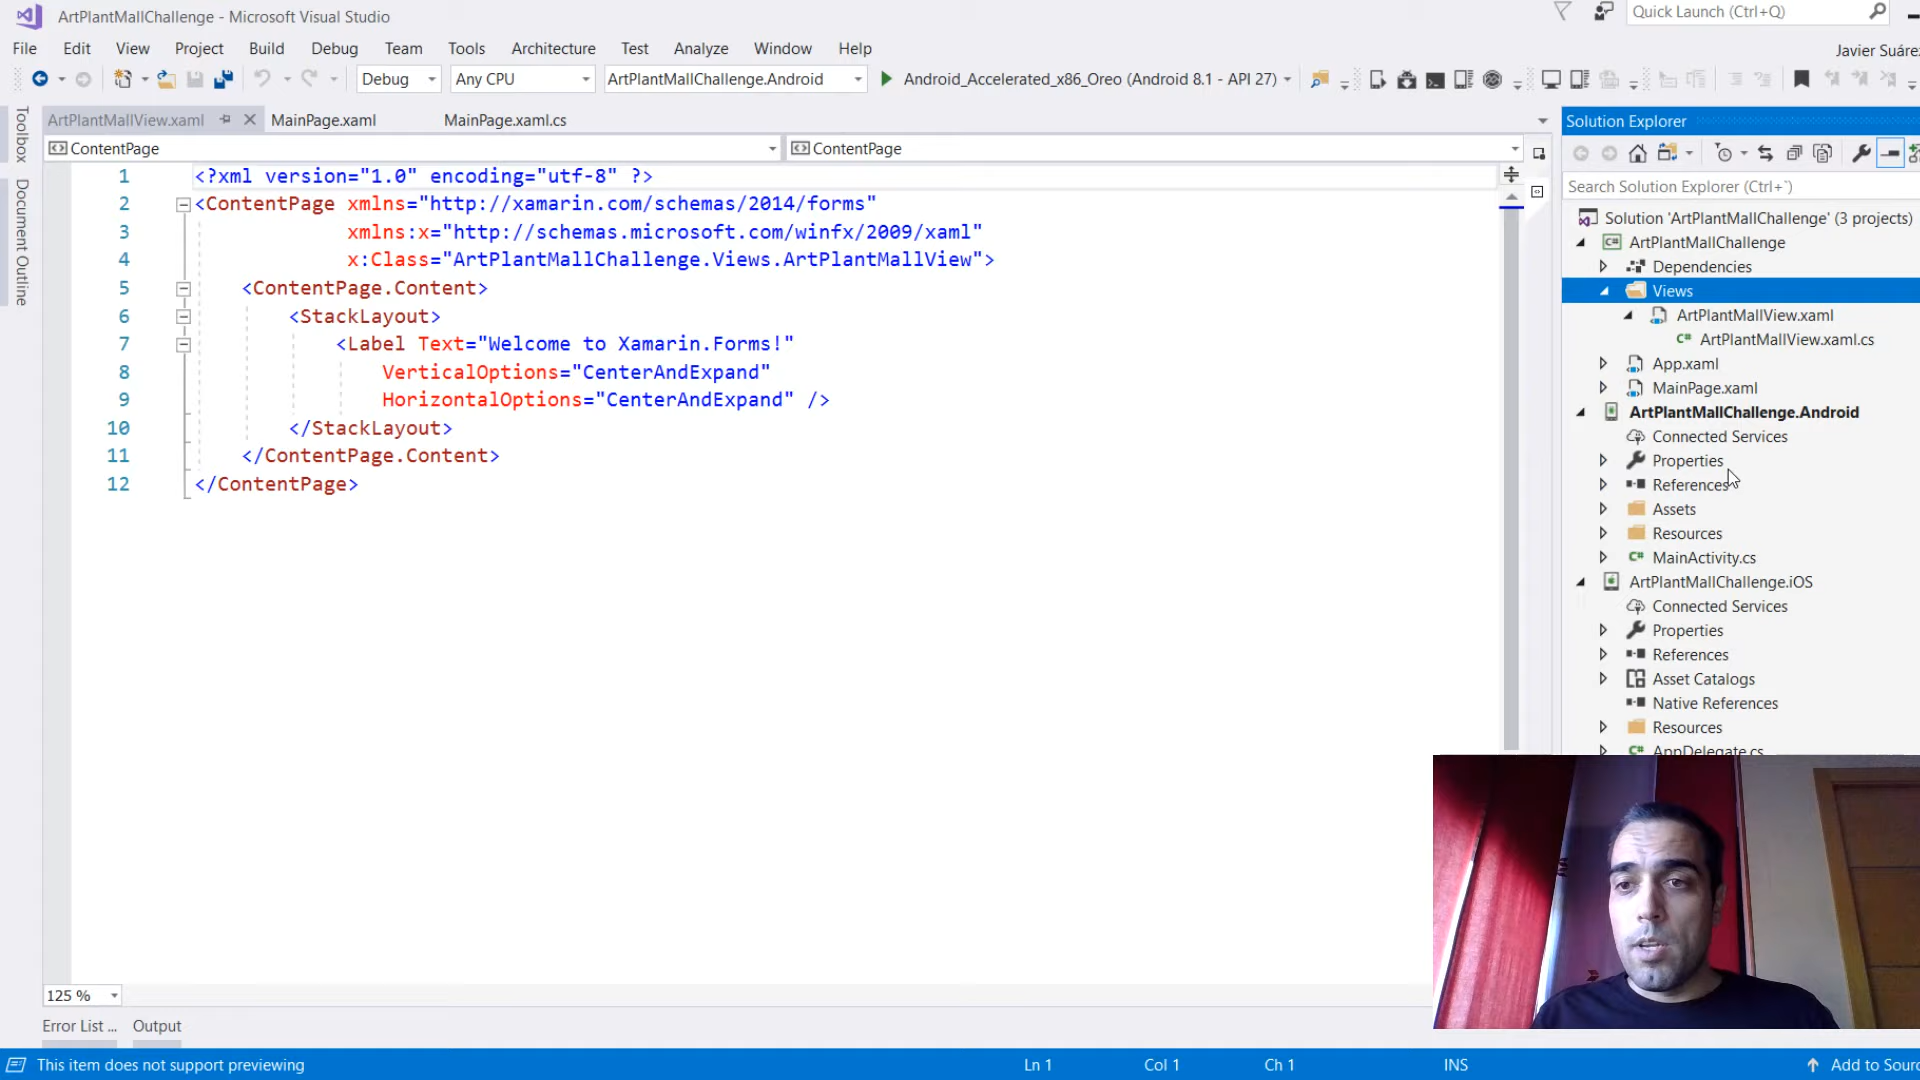 ArtPlantMallChallenge - Microsoft Visual Studio
Quick Launch (Ctrl+Q)
File Edit View Project Build Debug Team Tools Architecture Test Analyze Window Help
Javier Suáre
Debug Any CPU ArtPlantMallChallenge.Android Android_Accelerated_x86_Oreo (Android 8.1 - API 27)
Toolbox
Document Outline
ArtPlantMallView.xaml MainPage.xaml MainPage.xaml.cs
ContentPage ContentPage
1 <?xml version="1.0" encoding="utf-8" ?>
2 <ContentPage xmlns="http://xamarin.com/schemas/2014/forms"
3 xmlns:x="http://schemas.microsoft.com/winfx/2009/xaml"
4 x:Class="ArtPlantMallChallenge.Views.ArtPlantMallView">
5 <ContentPage.Content>
6 <StackLayout>
7 <Label Text="Welcome to Xamarin.Forms!"
8 VerticalOptions="CenterAndExpand"
9 HorizontalOptions="CenterAndExpand" />
10 </StackLayout>
11 </ContentPage.Content>
12 </ContentPage>
Solution Explorer
Search Solution Explorer (Ctrl+`)
Solution 'ArtPlantMallChallenge' (3 projects)
C# ArtPlantMallChallenge
Dependencies
Views
ArtPlantMallView.xaml
C# ArtPlantMallView.xaml.cs
App.xaml
MainPage.xaml
ArtPlantMallChallenge.Android
Connected Services
Properties
References
Assets
Resources
C# MainActivity.cs
ArtPlantMallChallenge.iOS
Connected Services
Properties
References
Asset Catalogs
Native References
Resources
C# AppDelegate.cs
125 %
Error List ... Output
This item does not support previewing Ln 1 Col 1 Ch 1 INS Add to Sourc